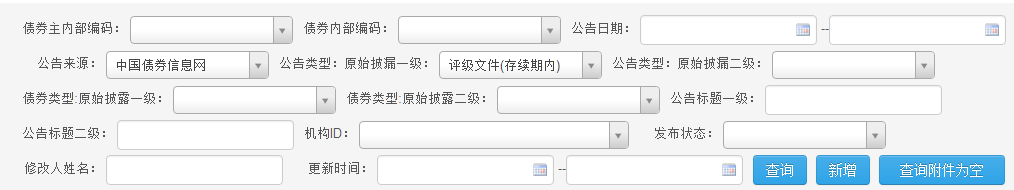 债券主内部编码： 债券内部编码： 公告日期： --
公告来源： 中国债券信息网 公告类型：原始披漏一级： 评级文件(存续期内) 公告类型：原始披漏二级：
债券类型:原始披露一级： 债券类型:原始披露二级： 公告标题一级：
公告标题二级： 机构ID： 发布状态：
修改人姓名： 更新时间： -- 查询 新增 查询附件为空